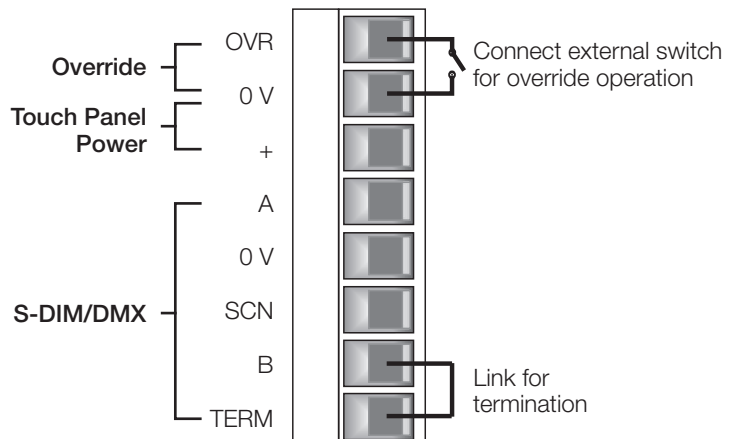 OVR
Override
0 V
Connect external switch
for override operation
Touch Panel
Power
+
A
0 V
S-DIM/DMX
SCN
B
TERM
Link for
termination